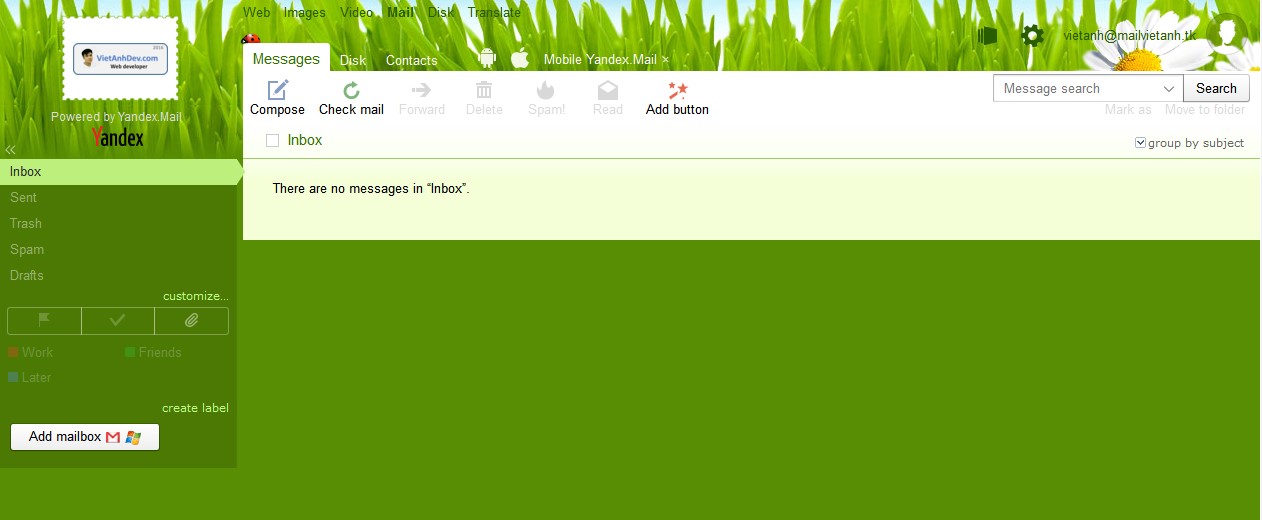 Web Images Video Mail Disk Translate
2016
VietAnhDev.com
Web developer
vietanh@mailvietanh.tk
Messages Disk Contacts Mobile Yandex.Mail ×
Compose Check mail Forward Delete Spam! Read Add button
Message search Search
Mark as Move to folder
Powered by Yandex.Mail
Yandex
Inbox
group by subject
There are no messages in “Inbox”.
«
Inbox
Sent
Trash
Spam
Drafts
customize...
Work Friends
Later
create label
Add mailbox